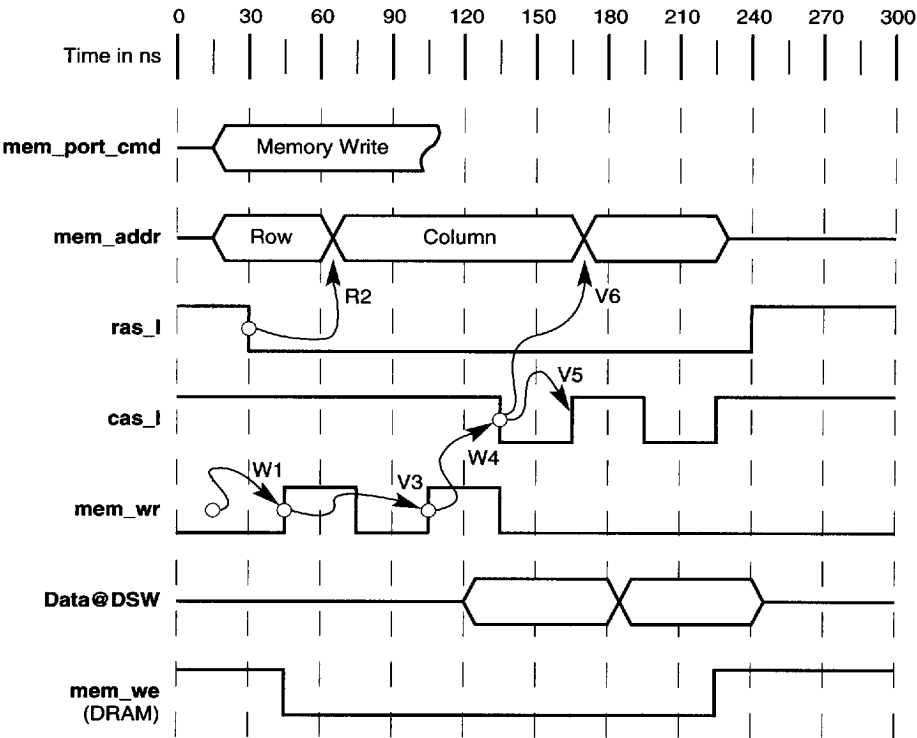 0 30 60 90 120 150 180 210 240 270 300
Time in ns
mem_port_cmd Memory Write
mem_addr Row Column
R2 V6
ras_l
V5
cas_l
W4
W1 V3
mem_wr
Data@DSW
mem_we
(DRAM)